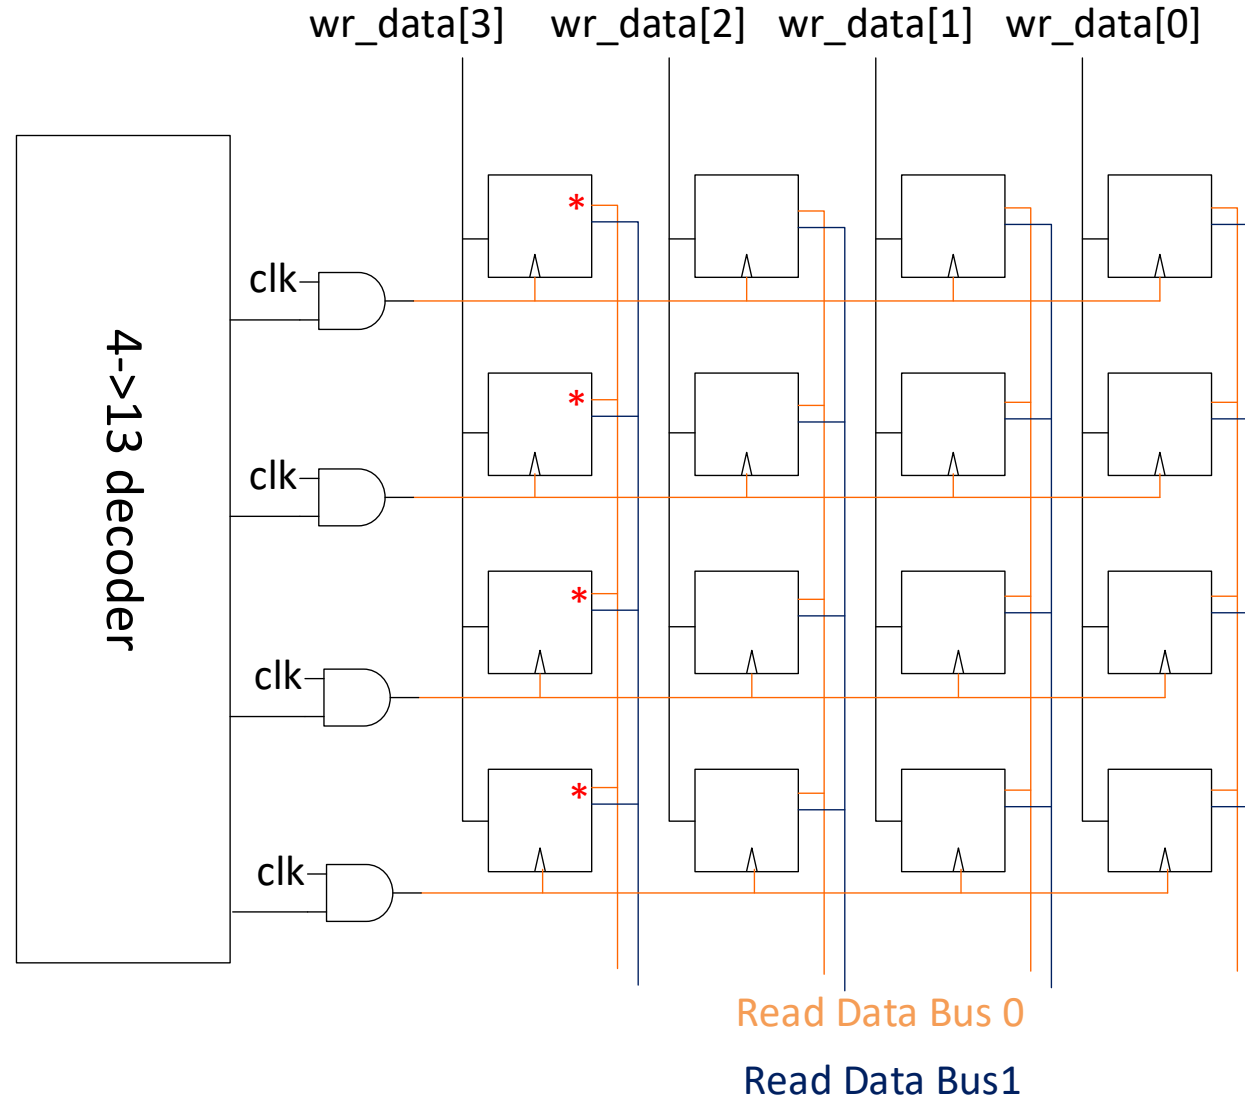 wr_data[3] wr_data[2] wr_data[1] wr_data[0]
*
clk
4->13 decoder
*
clk
*
clk
*
clk
Read Data Bus 0
Read Data Bus1